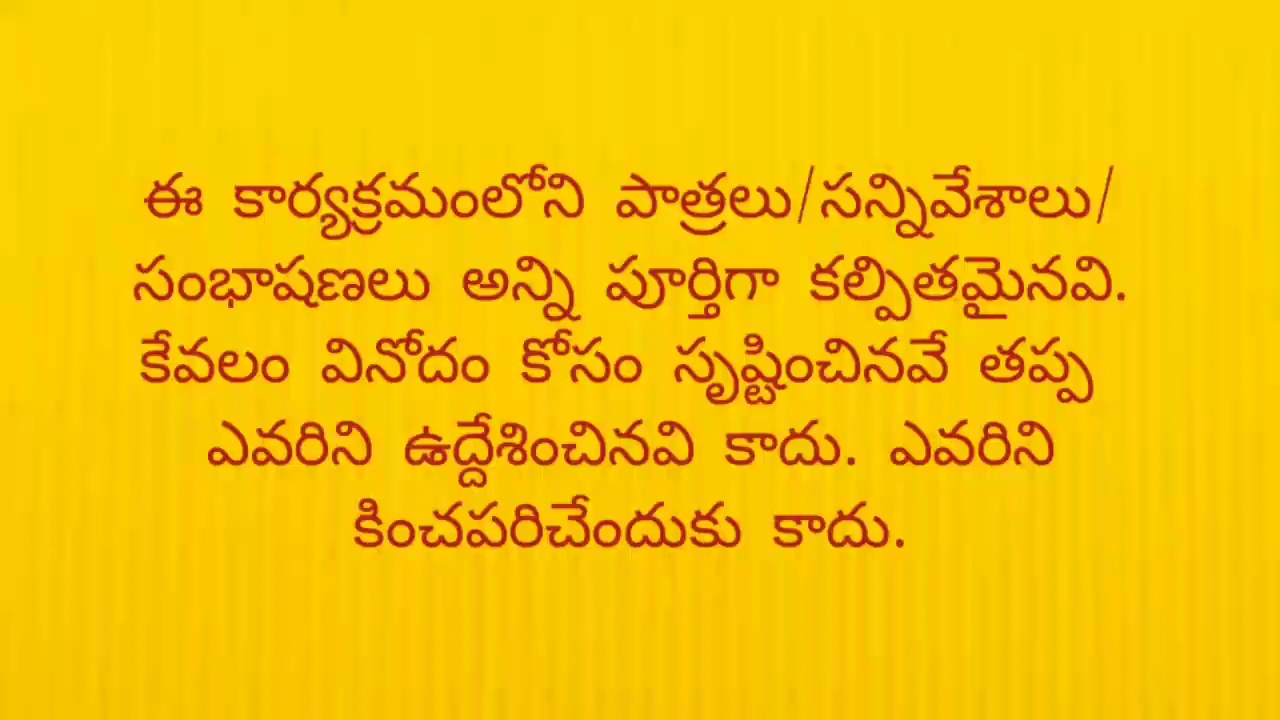 ఈ కార్యక్రమంలోని పాత్రలు/సన్నివేశాలు/
సంభాషణలు అన్ని పూర్తిగా కల్పితమైనవి.
కేవలం వినోదం కోసం సృష్టించినవే తప్ప
ఎవరిని ఉద్దేశించినవి కాదు. ఎవరిని
కించపరిచేందుకు కాదు.